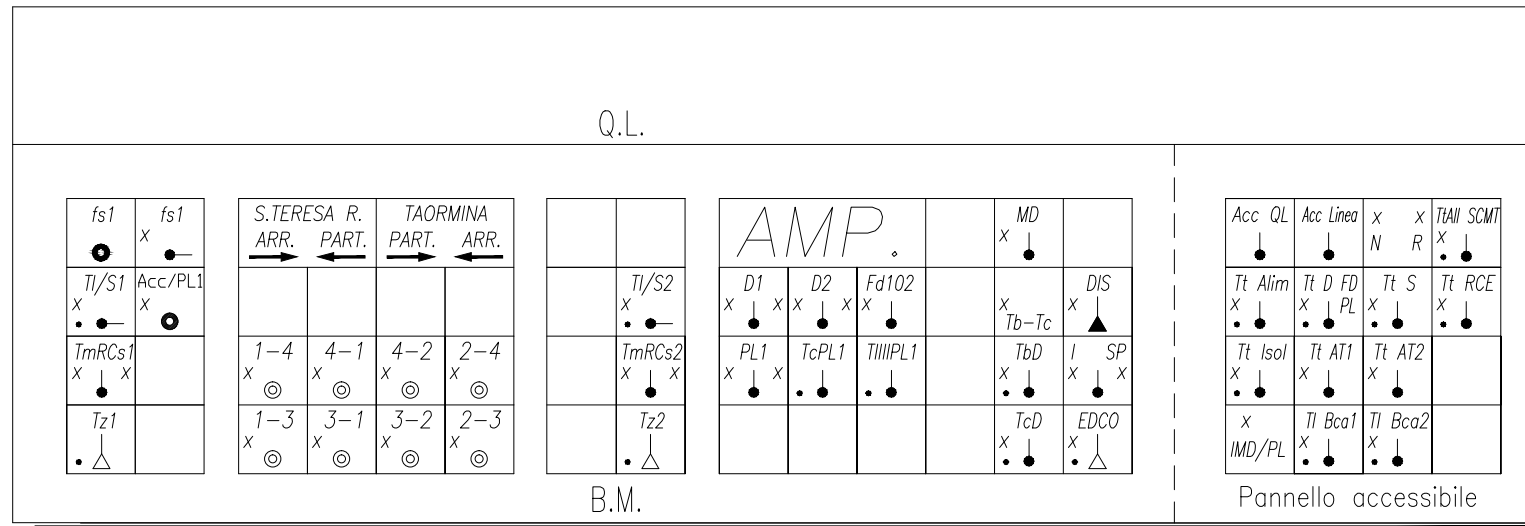 Q.L.
fs1 fs1
X
Tl/S1 Acc/PL1
X X
TmRCs1
X X
Tz1
S.TERESA R. TAORMINA
ARR. PART. PART. ARR.
1-4 4-1 4-2 2-4
X X X X
1-3 3-1 3-2 2-3
X X X X
Tl/S2
X
TmRCs2
X X
Tz2
AMP. MD
X
D1 D2 Fd102 DIS
X X X X X X X
Tb-Tc
PL1 TcPL1 TIIIIPL1 TbD I SP
X X X X X X X
TcD EDCO
X X
B.M.
Acc QL Acc Linea X X TtAll SCMT
N R X
Tt Alim Tt D FD Tt S Tt RCE
X X PL X X
Tt Isol Tt AT1 Tt AT2
X X X
X Tl Bca1 Tl Bca2
IMD/PL X X
Pannello accessibile